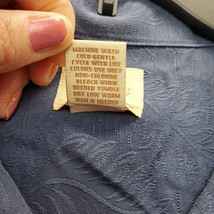 MACHINE WASH
COLD GENTLE
CYCLE WITH LIKE
COLORS USE ONLY
NON-CHLORINE
BLEACH WHEN
NEEDED TUMBLE
DRY LOW WARM
IRON IF NEEDED